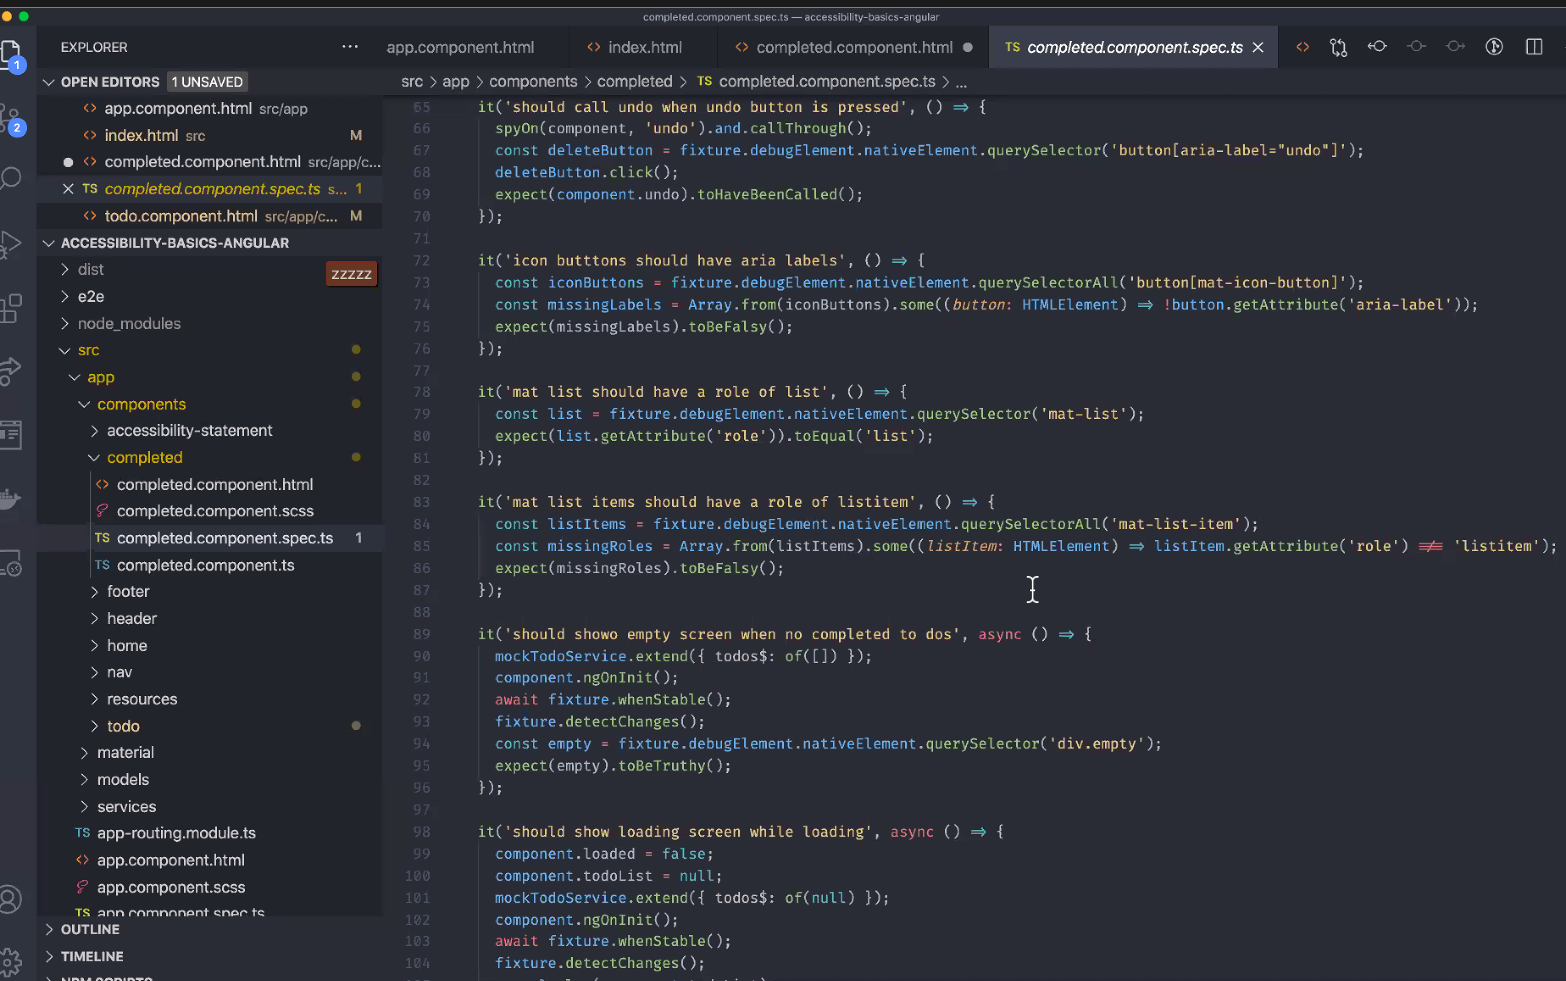 completed.component.spec.ts — accessibility-basics-angular
EXPLORER
app.component.html
index.html
completed.component.html
TS completed.component.spec.ts
OPEN EDITORS 1 UNSAVED
src > app > components > completed > TS completed.component.spec.ts > ...
1
2
app.component.html src/app
index.html src M
completed.component.html src/app/c...
TS completed.component.spec.ts s... 1
todo.component.html src/app/c... M
ACCESSIBILITY-BASICS-ANGULAR
dist
zzzzz
e2e
node_modules
src
app
components
accessibility-statement
completed
completed.component.html
completed.component.scss
TS completed.component.spec.ts 1
TS completed.component.ts
footer
header
home
nav
resources
todo
material
models
services
TS app-routing.module.ts
app.component.html
app.component.scss
TS app.component.spec.ts
OUTLINE
TIMELINE
NPM SCRIPTS
65 it('should call undo when undo button is pressed', () => {
66 spyOn(component, 'undo').and.callThrough();
67 const deleteButton = fixture.debugElement.nativeElement.querySelector('button[aria-label="undo"]');
68 deleteButton.click();
69 expect(component.undo).toHaveBeenCalled();
70 });
71
72 it('icon butttons should have aria labels', () => {
73 const iconButtons = fixture.debugElement.nativeElement.querySelectorAll('button[mat-icon-button]');
74 const missingLabels = Array.from(iconButtons).some((button: HTMLElement) => !button.getAttribute('aria-label'));
75 expect(missingLabels).toBeFalsy();
76 });
77
78 it('mat list should have a role of list', () => {
79 const list = fixture.debugElement.nativeElement.querySelector('mat-list');
80 expect(list.getAttribute('role')).toEqual('list');
81 });
82
83 it('mat list items should have a role of listitem', () => {
84 const listItems = fixture.debugElement.nativeElement.querySelectorAll('mat-list-item');
85 const missingRoles = Array.from(listItems).some((listItem: HTMLElement) => listItem.getAttribute('role') !== 'listitem');
86 expect(missingRoles).toBeFalsy();
87 });
88
89 it('should showo empty screen when no completed to dos', async () => {
90 mockTodoService.extend({ todos$: of([]) });
91 component.ngOnInit();
92 await fixture.whenStable();
93 fixture.detectChanges();
94 const empty = fixture.debugElement.nativeElement.querySelector('div.empty');
95 expect(empty).toBeTruthy();
96 });
97
98 it('should show loading screen while loading', async () => {
99 component.loaded = false;
100 component.todoList = null;
101 mockTodoService.extend({ todos$: of(null) });
102 component.ngOnInit();
103 await fixture.whenStable();
104 fixture.detectChanges();